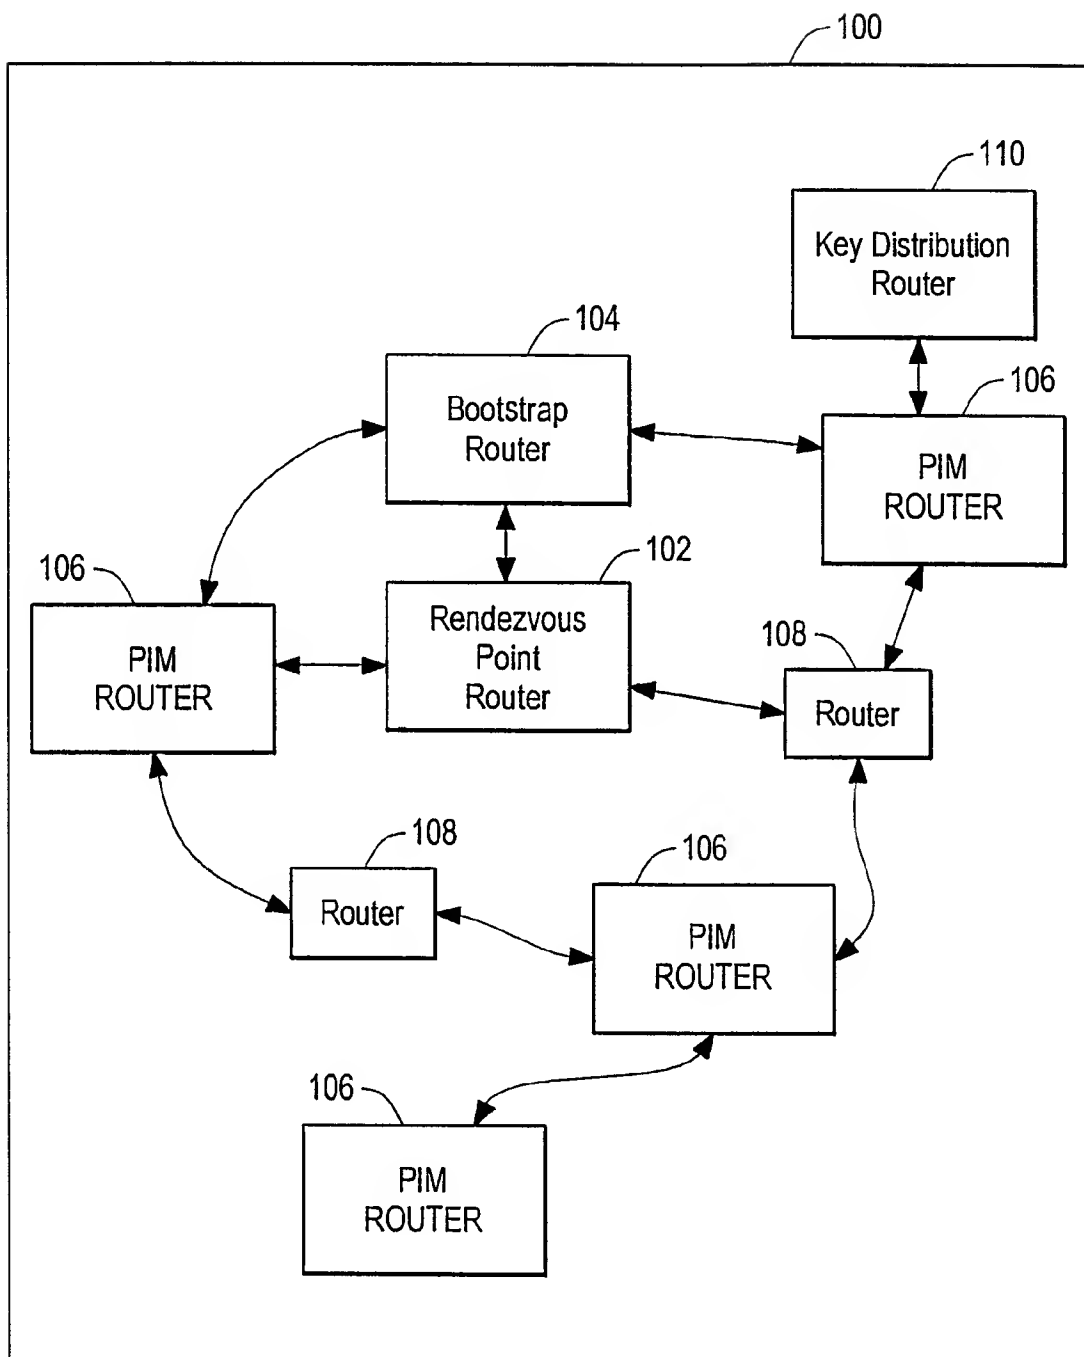 100
110
Key Distribution
Router
104
Bootstrap
Router
106
PIM
ROUTER
102
Rendezvous
Point
Router
106
PIM
ROUTER
108
Router
108
Router
106
PIM
ROUTER
106
PIM
ROUTER